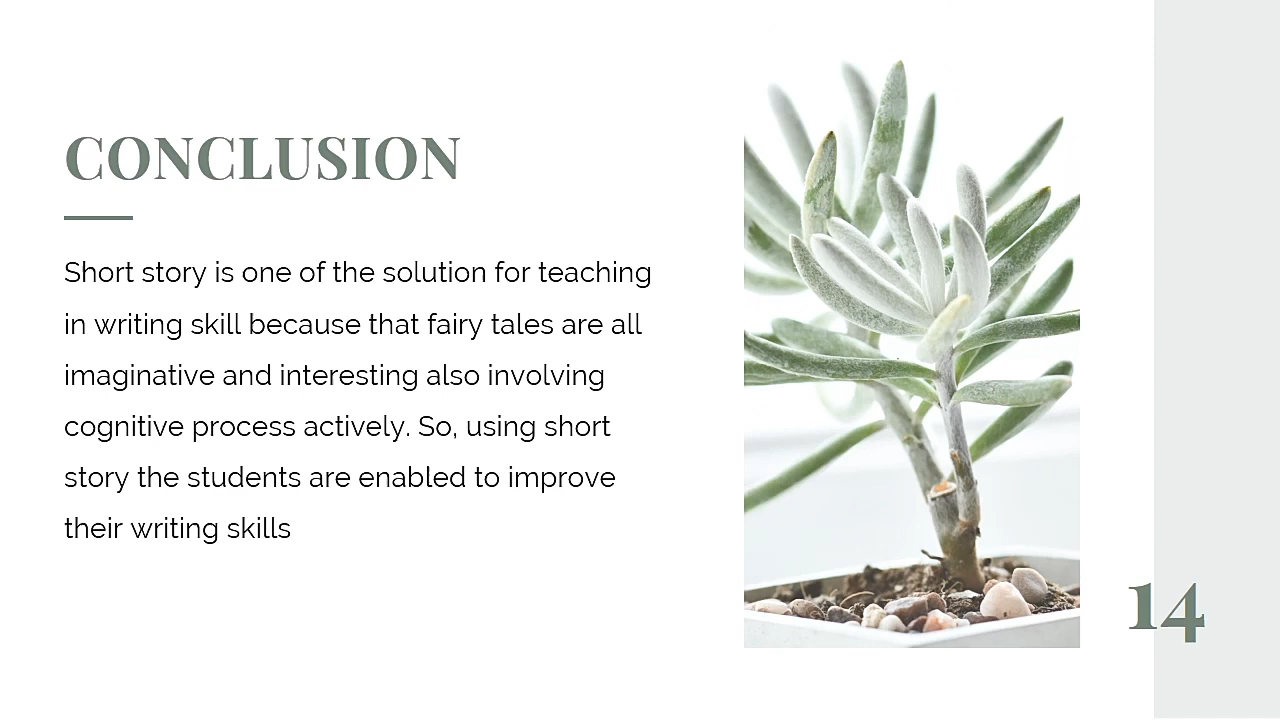 CONCLUSION
Short story is one of the solution for teaching
in writing skill because that fairy tales are all
imaginative and interesting also involving
cognitive process actively. So, using short
story the students are enabled to improve
their writing skills
14